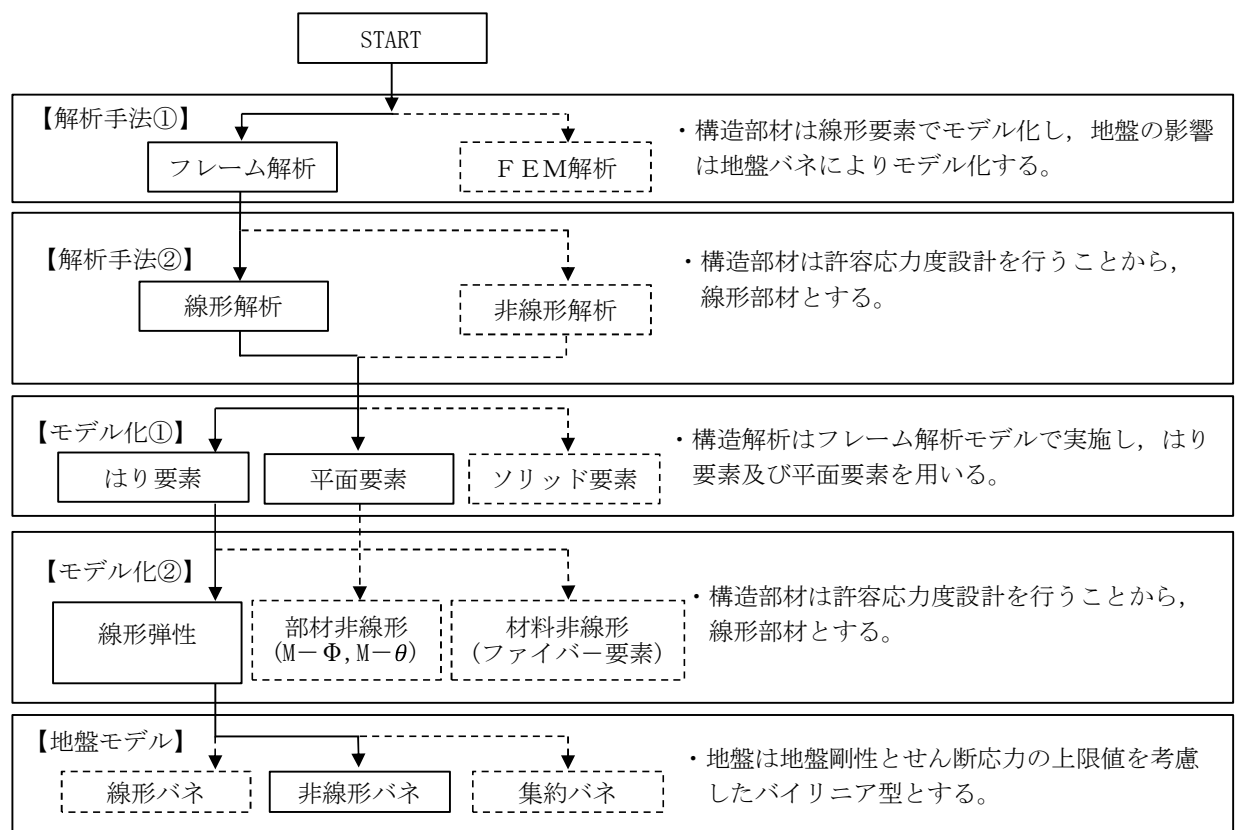 START
【解析手法①】
フレーム解析
ＦＥＭ解析
・構造部材は線形要素でモデル化し，地盤の影響
は地盤バネによりモデル化する。
【解析手法②】
線形解析
非線形解析
・構造部材は許容応力度設計を行うことから，
線形部材とする。
【モデル化①】
はり要素
平面要素
ソリッド要素
・構造解析はフレーム解析モデルで実施し，はり
要素及び平面要素を用いる。
【モデル化②】
線形弾性
部材非線形
(M－Φ,M－θ)
材料非線形
(ファイバー要素)
・構造部材は許容応力度設計を行うことから，
線形部材とする。
【地盤モデル】
線形バネ
非線形バネ
集約バネ
・地盤は地盤剛性とせん断応力の上限値を考慮
したバイリニア型とする。